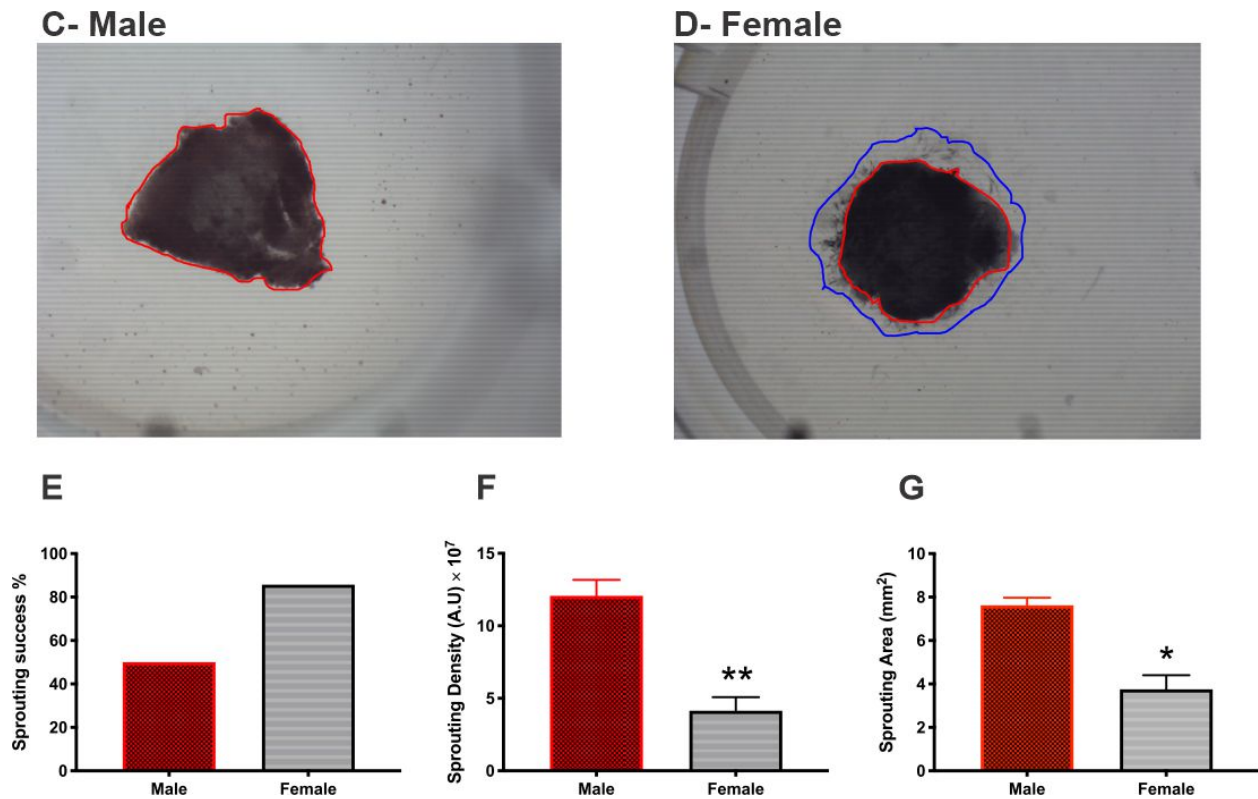 C- Male
D- Female
E
F
G
Sprouting success %
100
80
60
40
20
0
Male
Female
Sprouting Density (A.U) × 10⁷
15
10
5
0
**
Male
Female
Sprouting Area (mm²)
10
8
6
4
2
0
*
Male
Female